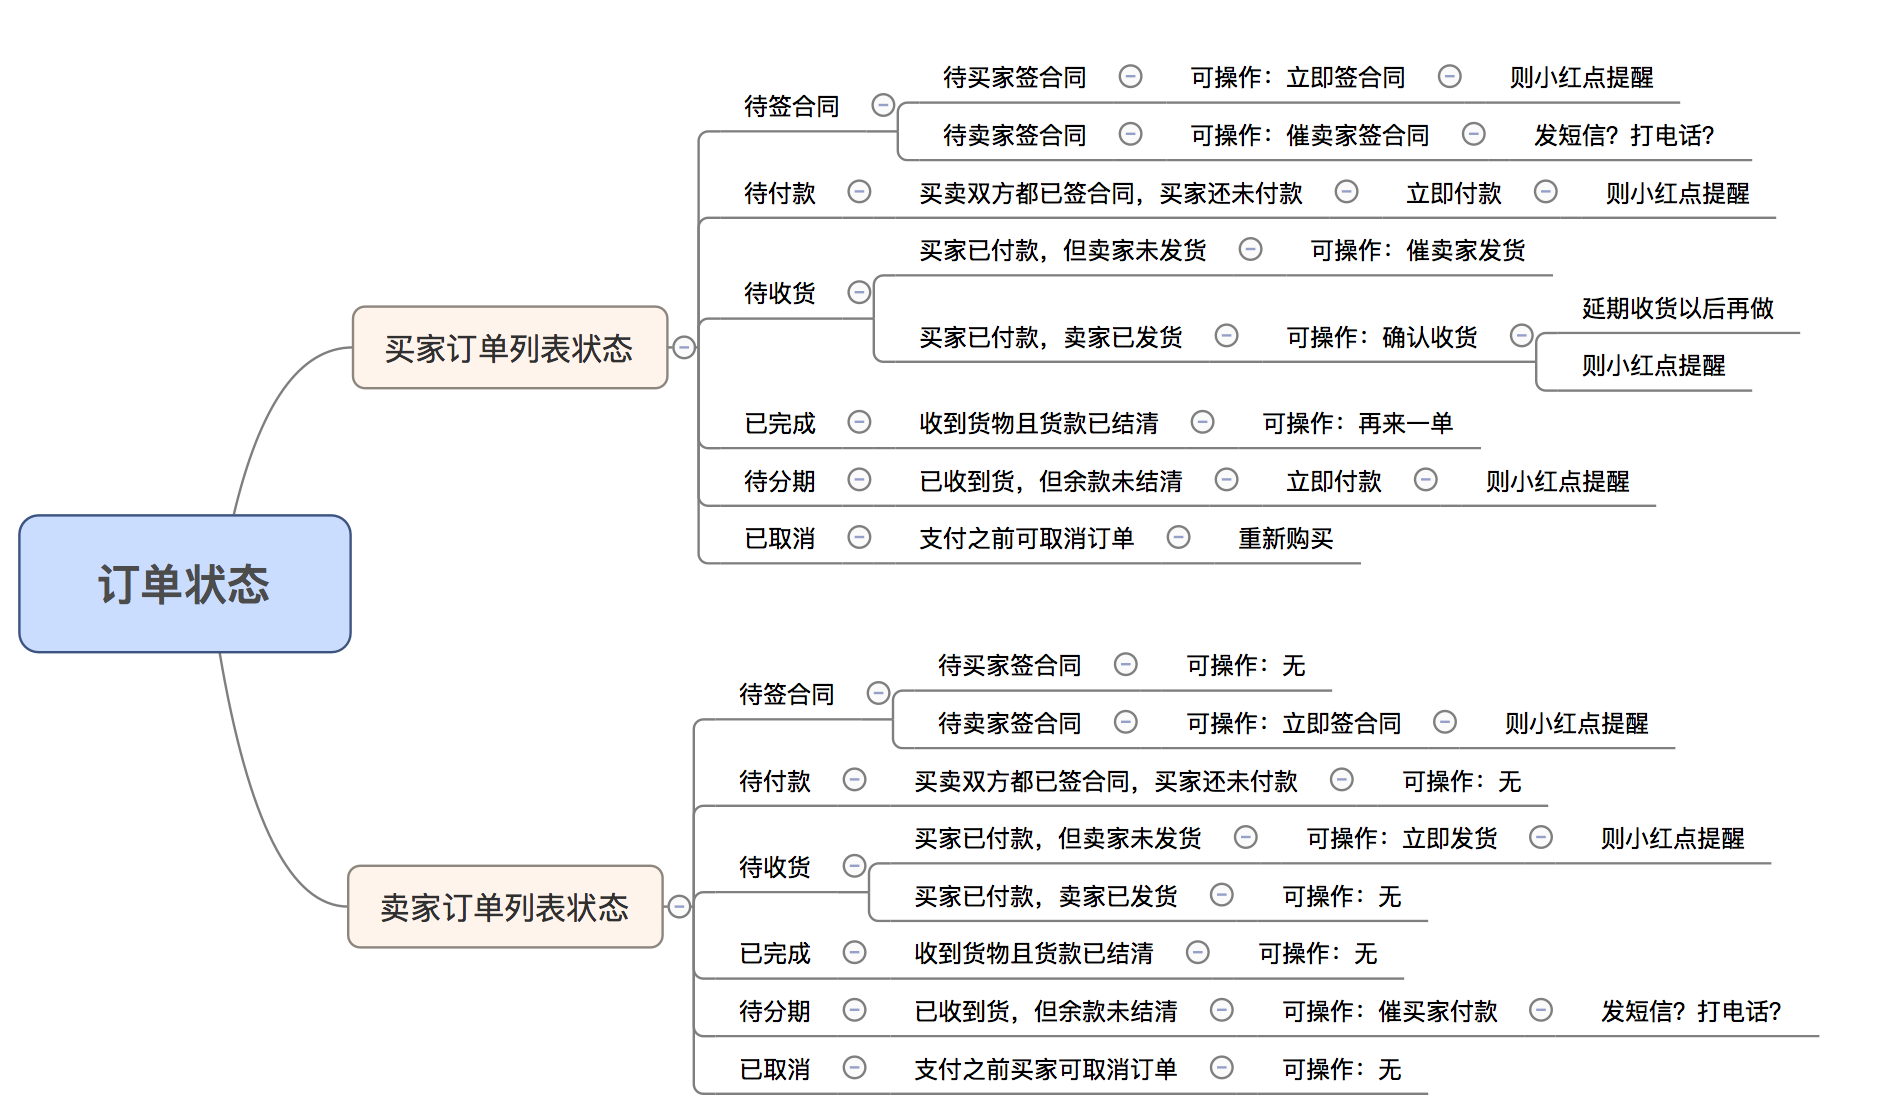 订单状态
买家订单列表状态
待签合同
待买家签合同
可操作：立即签合同
则小红点提醒
待卖家签合同
可操作：催卖家签合同
发短信？打电话？
待付款
买卖双方都已签合同，买家还未付款
立即付款
则小红点提醒
待收货
买家已付款，但卖家未发货
可操作：催卖家发货
买家已付款，卖家已发货
可操作：确认收货
延期收货以后再做
则小红点提醒
已完成
收到货物且货款已结清
可操作：再来一单
待分期
已收到货，但余款未结清
立即付款
则小红点提醒
已取消
支付之前可取消订单
重新购买
卖家订单列表状态
待签合同
待买家签合同
可操作：无
待卖家签合同
可操作：立即签合同
则小红点提醒
待付款
买卖双方都已签合同，买家还未付款
可操作：无
待收货
买家已付款，但卖家未发货
可操作：立即发货
则小红点提醒
买家已付款，卖家已发货
可操作：无
已完成
收到货物且货款已结清
可操作：无
待分期
已收到货，但余款未结清
可操作：催买家付款
发短信？打电话？
已取消
支付之前买家可取消订单
可操作：无